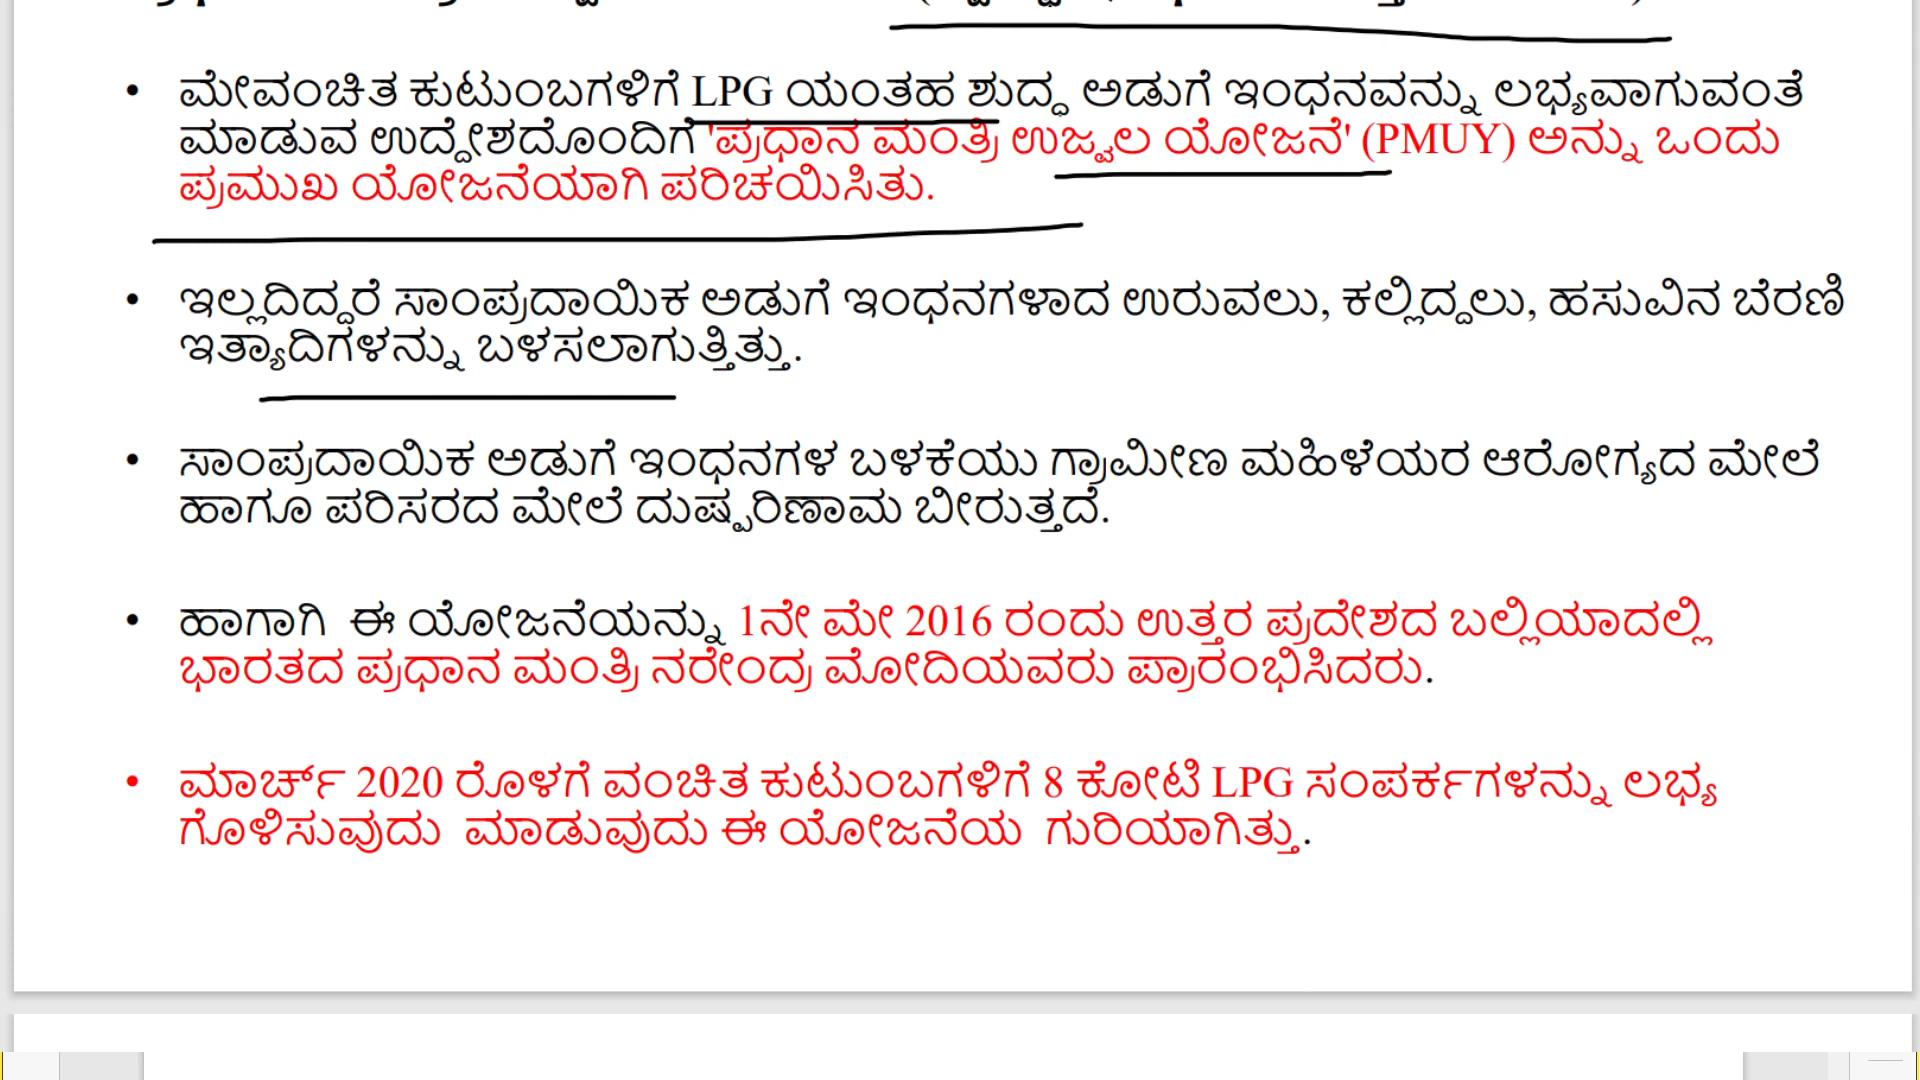 • ಮೇವಂಚಿತ ಕುಟುಂಬಗಳಿಗೆ LPG ಯಂತಹ ಶುದ್ಧ ಅಡುಗೆ ಇಂಧನವನ್ನು ಲಭ್ಯವಾಗುವಂತೆ
ಮಾಡುವ ಉದ್ದೇಶದೊಂದಿಗೆ 'ಪ್ರಧಾನ ಮಂತ್ರಿ ಉಜ್ವಲ ಯೋಜನೆ' (PMUY) ಅನ್ನು ಒಂದು
ಪ್ರಮುಖ ಯೋಜನೆಯಾಗಿ ಪರಿಚಯಿಸಿತು.
• ಇಲ್ಲದಿದ್ದರೆ ಸಾಂಪ್ರದಾಯಿಕ ಅಡುಗೆ ಇಂಧನಗಳಾದ ಉರುವಲು, ಕಲ್ಲಿದ್ದಲು, ಹಸುವಿನ ಬೆರಣಿ
ಇತ್ಯಾದಿಗಳನ್ನು ಬಳಸಲಾಗುತ್ತಿತ್ತು.
• ಸಾಂಪ್ರದಾಯಿಕ ಅಡುಗೆ ಇಂಧನಗಳ ಬಳಕೆಯು ಗ್ರಾಮೀಣ ಮಹಿಳೆಯರ ಆರೋಗ್ಯದ ಮೇಲೆ
ಹಾಗೂ ಪರಿಸರದ ಮೇಲೆ ದುಷ್ಪರಿಣಾಮ ಬೀರುತ್ತದೆ.
• ಹಾಗಾಗಿ ಈ ಯೋಜನೆಯನ್ನು 1ನೇ ಮೇ 2016 ರಂದು ಉತ್ತರ ಪ್ರದೇಶದ ಬಲ್ಲಿಯಾದಲ್ಲಿ
ಭಾರತದ ಪ್ರಧಾನ ಮಂತ್ರಿ ನರೇಂದ್ರ ಮೋದಿಯವರು ಪ್ರಾರಂಭಿಸಿದರು.
• ಮಾರ್ಚ್ 2020 ರೊಳಗೆ ವಂಚಿತ ಕುಟುಂಬಗಳಿಗೆ 8 ಕೋಟಿ LPG ಸಂಪರ್ಕಗಳನ್ನು ಲಭ್ಯ
ಗೊಳಿಸುವುದು ಮಾಡುವುದು ಈ ಯೋಜನೆಯ ಗುರಿಯಾಗಿತ್ತು.